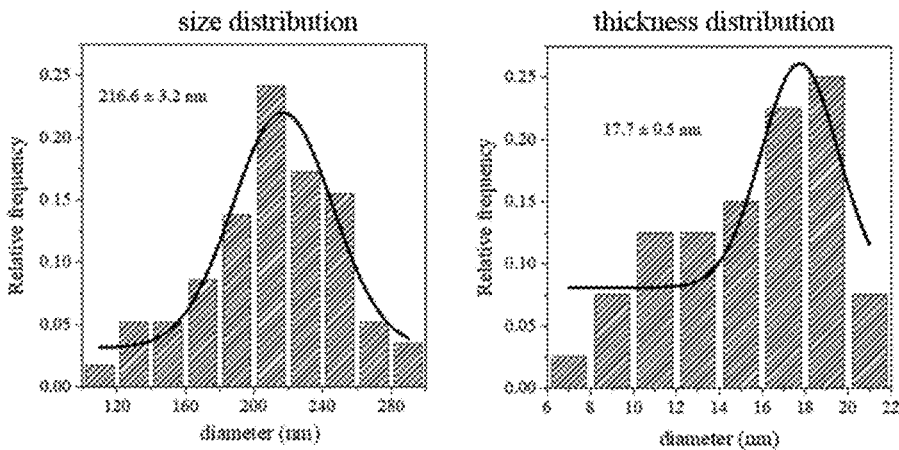 size distribution
0.25
0.20
0.15
0.10
0.05
0.00
Relative frequency
216.6 ± 3.2 nm
120 160 200 240 280
diameter (nm)
thickness distribution
0.25
0.20
0.15
0.10
0.05
0.00
Relative frequency
17.7 ± 0.5 nm
6 8 10 12 14 16 18 20 22
diameter (nm)